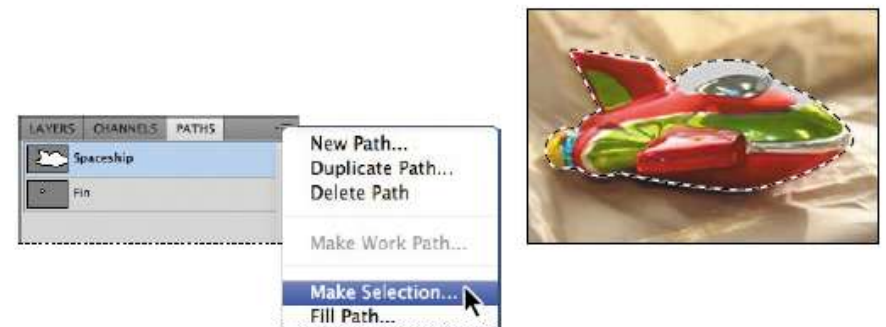 LAYERS CHANNELS PATHS
Spaceship
Fin
New Path...
Duplicate Path...
Delete Path
Make Work Path...
Make Selection...
Fill Path...